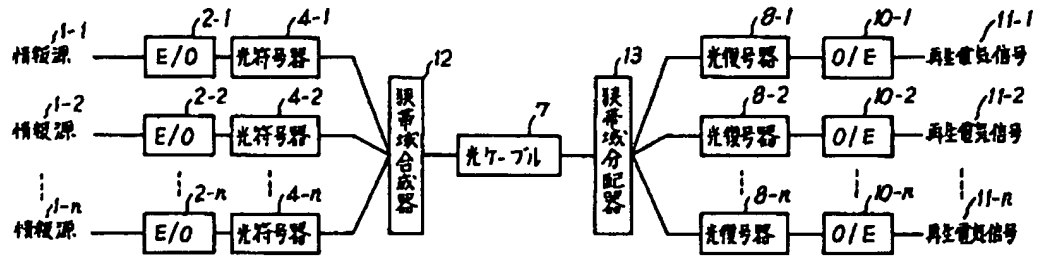 1-1 2-1 4-1 8-1 10-1 11-1
情報源 E/O 光符号器 12 13 光復号器 O/E 再生電気信号
1-2 2-2 4-2 7 8-2 10-2 11-2
情報源 E/O 光符号器 狭帯域合成器 光ケーブル 狭帯域分配器 光復号器 O/E 再生電気信号
1-n 2-n 4-n 8-n 10-n 11-n
情報源 E/O 光符号器 光復号器 O/E 再生電気信号